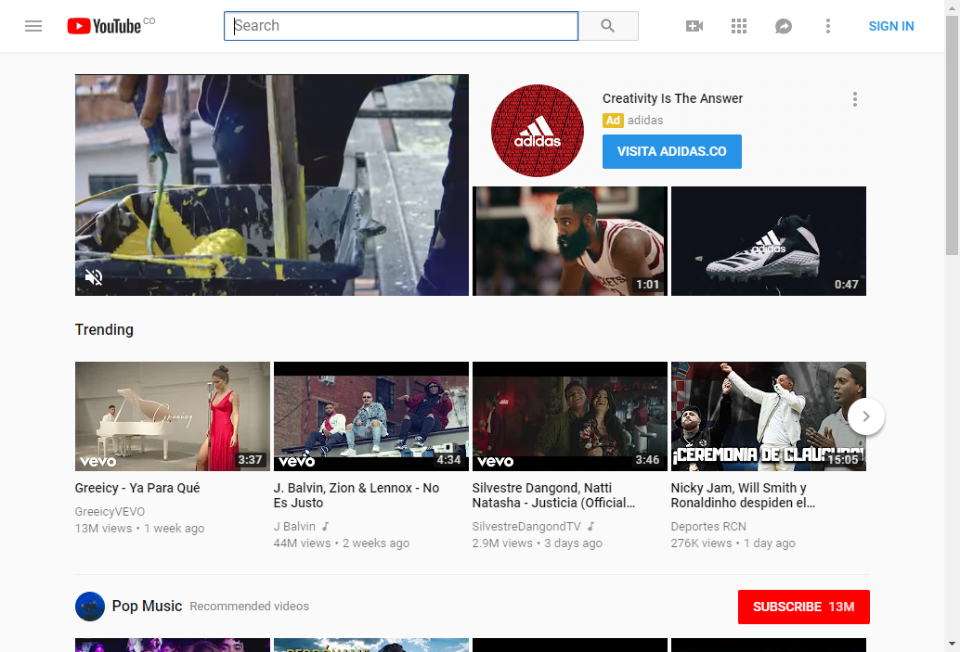 YouTube CO
Search
SIGN IN
Creativity Is The Answer
Ad adidas
adidas
VISITA ADIDAS.CO
adidas
1:01
0:47
Trending
Greeicy
vevo
3:37
vevo
4:34
vevo
3:46
¡CEREMONIA DE CLAUSURA!
15:05
Greeicy - Ya Para Qué
GreeicyVEVO
13M views • 1 week ago
J. Balvin, Zion & Lennox - No
Es Justo
J Balvin
44M views • 2 weeks ago
Silvestre Dangond, Natti
Natasha - Justicia (Official...
SilvestreDangondTV
2.9M views • 3 days ago
Nicky Jam, Will Smith y
Ronaldinho despiden el...
Deportes RCN
276K views • 1 day ago
Pop Music Recommended videos
SUBSCRIBE 13M